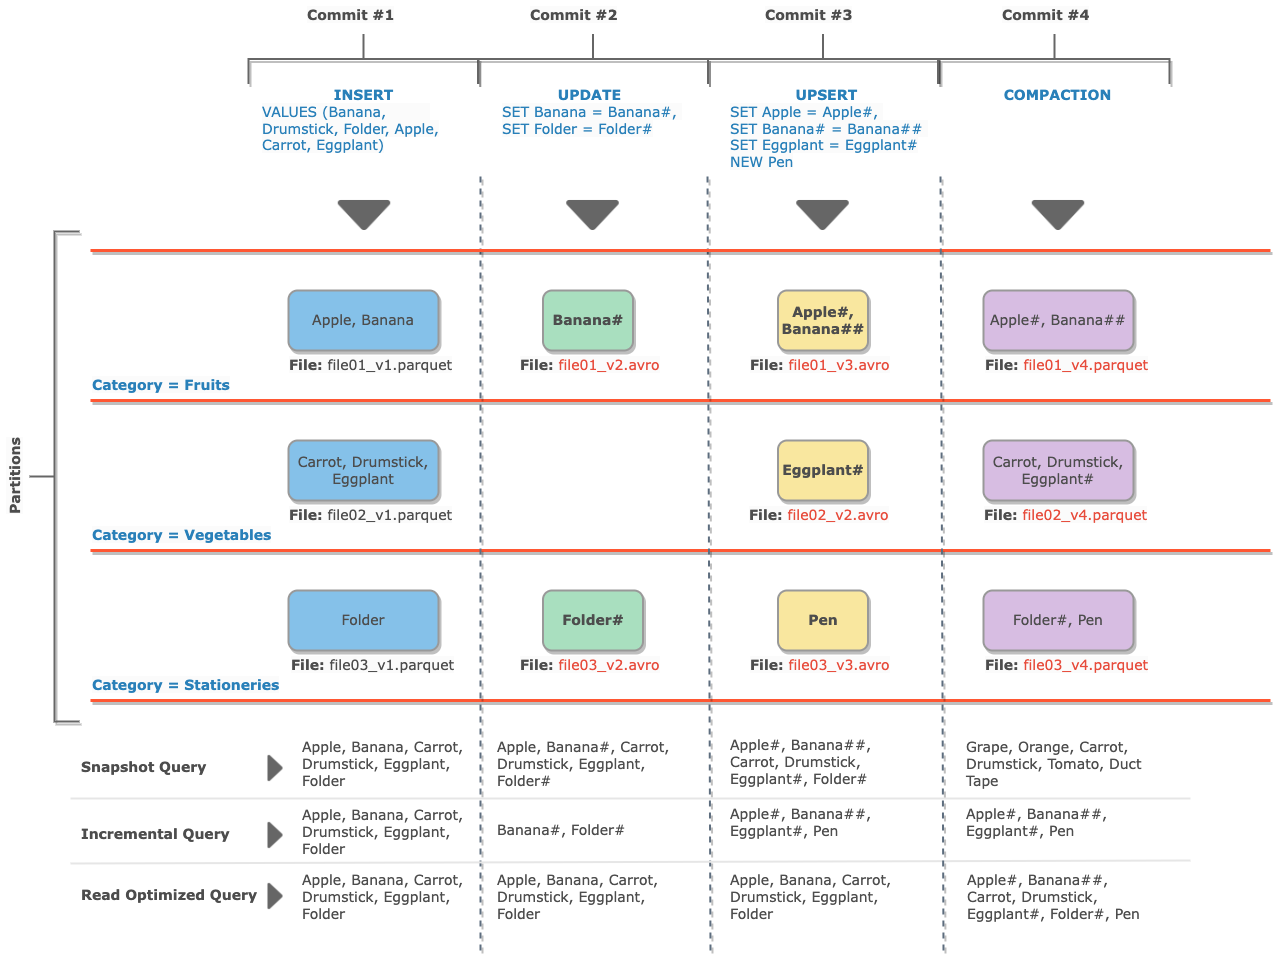 Commit #1
Commit #2
Commit #3
Commit #4
INSERT
VALUES (Banana,
Drumstick, Folder, Apple,
Carrot, Eggplant)
UPDATE
SET Banana = Banana#,
SET Folder = Folder#
UPSERT
SET Apple = Apple#,
SET Banana# = Banana##
SET Eggplant = Eggplant#
NEW Pen
COMPACTION
Partitions
Apple, Banana
File: file01_v1.parquet
Banana#
File: file01_v2.avro
Apple#,
Banana##
File: file01_v3.avro
Apple#, Banana##
File: file01_v4.parquet
Category = Fruits
Carrot, Drumstick,
Eggplant
File: file02_v1.parquet
Eggplant#
File: file02_v2.avro
Carrot, Drumstick,
Eggplant#
File: file02_v4.parquet
Category = Vegetables
Folder
File: file03_v1.parquet
Folder#
File: file03_v2.avro
Pen
File: file03_v3.avro
Folder#, Pen
File: file03_v4.parquet
Category = Stationeries
Snapshot Query
Apple, Banana, Carrot,
Drumstick, Eggplant,
Folder
Apple, Banana#, Carrot,
Drumstick, Eggplant,
Folder#
Apple#, Banana##,
Carrot, Drumstick,
Eggplant#, Folder#
Grape, Orange, Carrot,
Drumstick, Tomato, Duct
Tape
Incremental Query
Apple, Banana, Carrot,
Drumstick, Eggplant,
Folder
Banana#, Folder#
Apple#, Banana##,
Eggplant#, Pen
Apple#, Banana##,
Eggplant#, Pen
Read Optimized Query
Apple, Banana, Carrot,
Drumstick, Eggplant,
Folder
Apple, Banana, Carrot,
Drumstick, Eggplant,
Folder
Apple, Banana, Carrot,
Drumstick, Eggplant,
Folder
Apple#, Banana##,
Carrot, Drumstick,
Eggplant#, Folder#, Pen